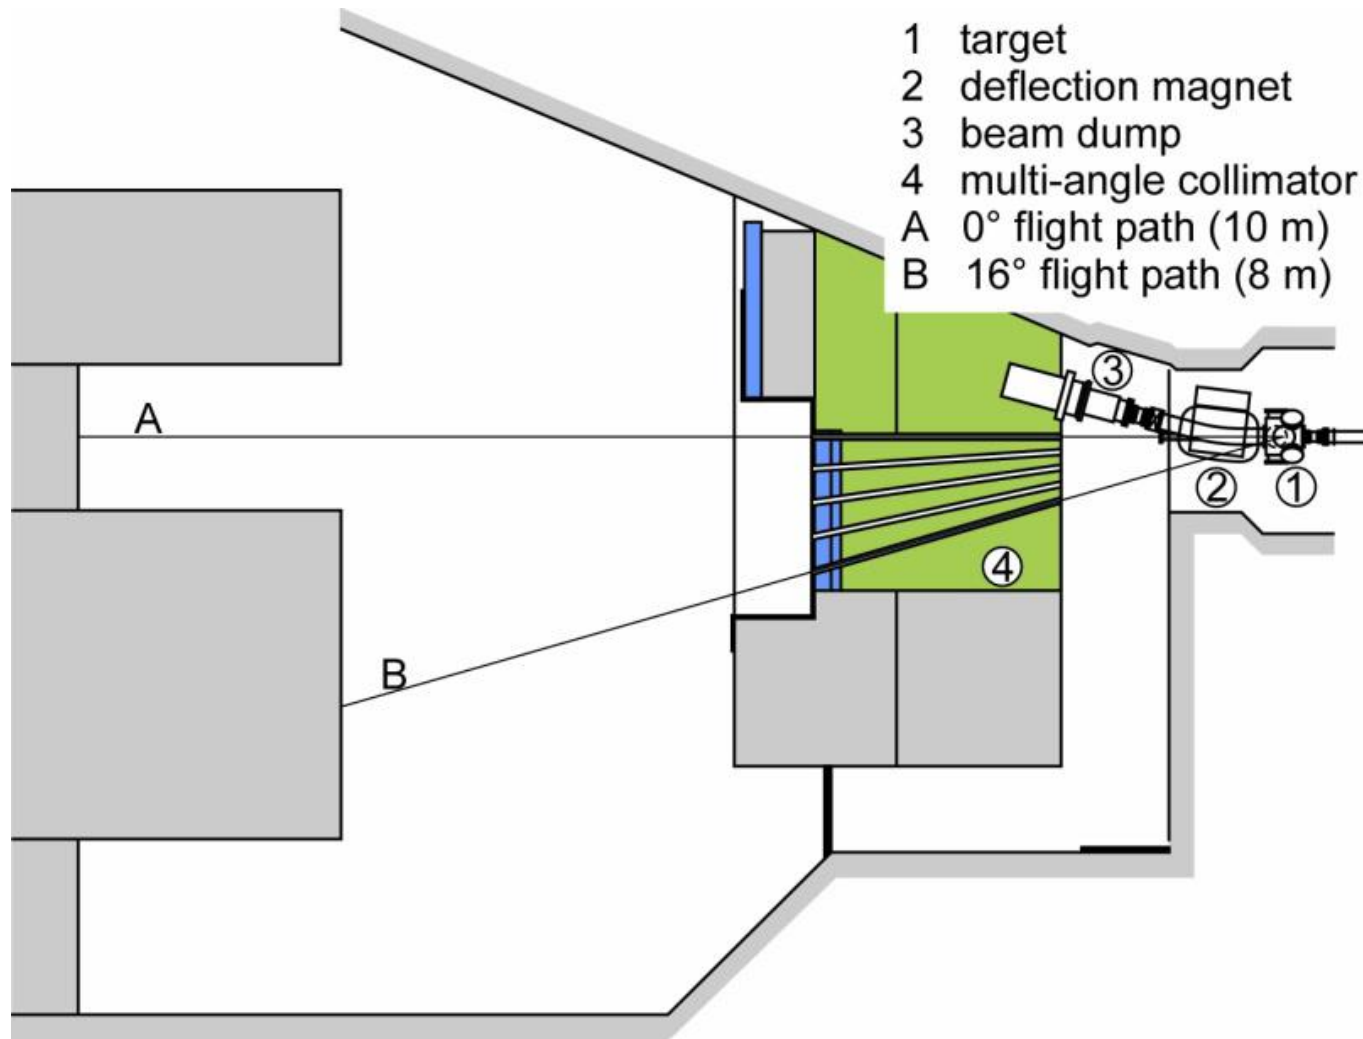 1 target
2 deflection magnet
3 beam dump
4 multi-angle collimator
A 0° flight path (10 m)
B 16° flight path (8 m)
3
A
2
1
4
B